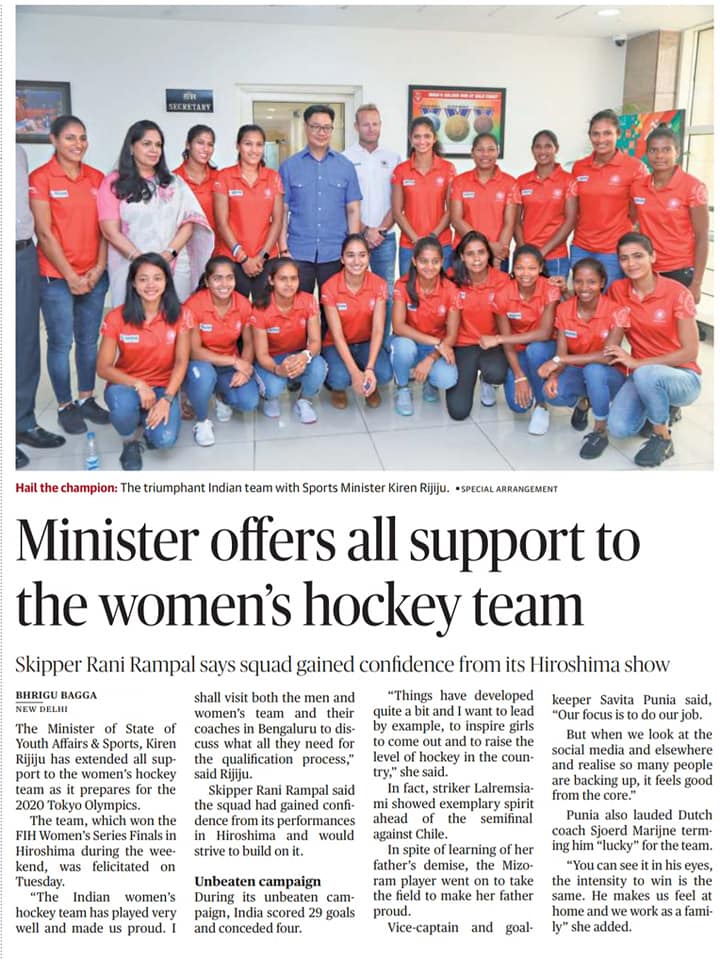 SECRETARY
Hail the champion: The triumphant Indian team with Sports Minister Kiren Rijiju. •SPECIAL ARRANGEMENT
Minister offers all support to
the women's hockey team
Skipper Rani Rampal says squad gained confidence from its Hiroshima show
BHRIGU BAGGA
NEW DELHI
The Minister of State of
Youth Affairs & Sports, Kiren
Rijiju has extended all sup-
port to the women's hockey
team as it prepares for the
2020 Tokyo Olympics.
The team, which won the
FIH Women's Series Finals in
Hiroshima during the wee-
kend, was felicitated on
Tuesday.
“The Indian women's
hockey team has played very
well and made us proud. I
shall visit both the men and
women's team and their
coaches in Bengaluru to dis-
cuss what all they need for
the qualification process,”
said Rijiju.
Skipper Rani Rampal said
the squad had gained confi-
dence from its performances
in Hiroshima and would
strive to build on it.
Unbeaten campaign
During its unbeaten cam-
paign, India scored 29 goals
and conceded four.
“Things have developed
quite a bit and I want to lead
by example, to inspire girls
to come out and to raise the
level of hockey in the coun-
try,” she said.
In fact, striker Lalremsia-
mi showed exemplary spirit
ahead of the semifinal
against Chile.
In spite of learning of her
father's demise, the Mizo-
ram player went on to take
the field to make her father
proud.
Vice-captain and goal-
keeper Savita Punia said,
“Our focus is to do our job.
But when we look at the
social media and elsewhere
and realise so many people
are backing up, it feels good
from the core.”
Punia also lauded Dutch
coach Sjoerd Marijne term-
ing him “lucky” for the team.
“You can see it in his eyes,
the intensity to win is the
same. He makes us feel at
home and we work as a fami-
ly” she added.